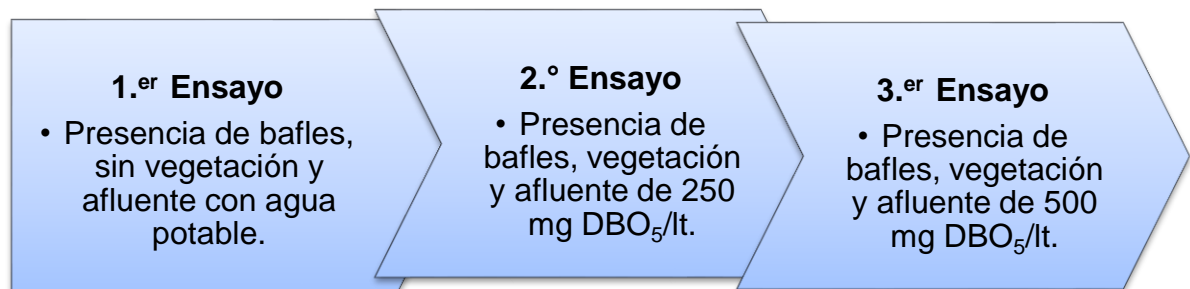 1.er Ensayo
• Presencia de bafles,
sin vegetación y
afluente con agua
potable.
2.° Ensayo
• Presencia de
bafles, vegetación
y afluente de 250
mg DBO₅/lt.
3.er Ensayo
• Presencia de
bafles, vegetación
y afluente de 500
mg DBO₅/lt.